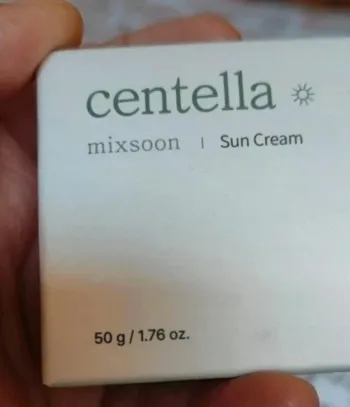 centella
mixsoon | Sun Cream
50 g / 1.76 oz.